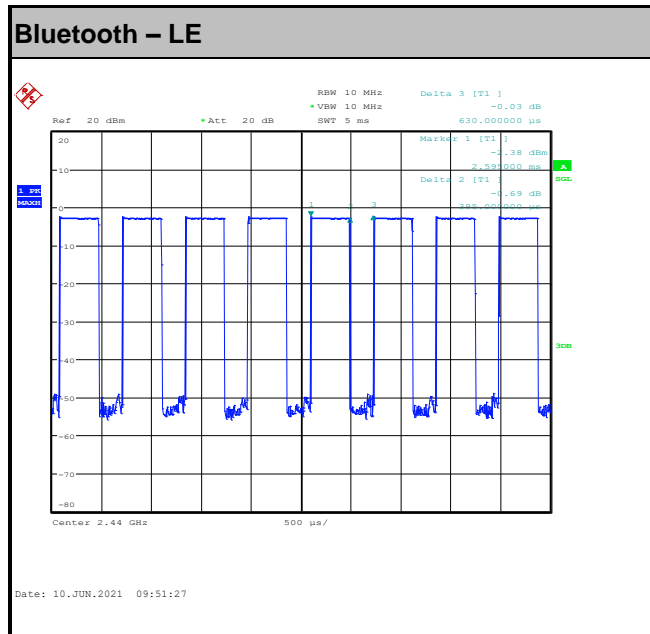 Bluetooth – LE
R S
RBW 10 MHz Delta 3 [T1 ]
*VBW 10 MHz -0.03 dB
Ref 20 dBm *Att 20 dB SWT 5 ms 630.000000 µs
20 Marker 1 [T1 ]
-2.38 dBm
2.595000 ms
10 A
Delta 2 [T1 ] SGL
-0.69 dB
1 PK
MAXH
395.000000 µs
0 1 2 3
-10
-20
-30
3DB
-40
-50
-60
-70
-80
Center 2.44 GHz 500 µs/
Date: 10.JUN.2021 09:51:27